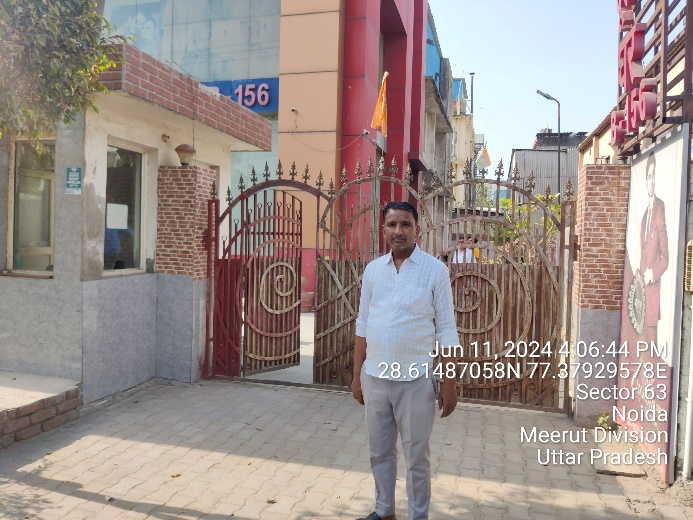 - 156
Jun 11, 2024 4:06:44 PM
28.61487058N 77.37929578E
Sector 63
Noida
Meerut Division
Uttar Pradesh